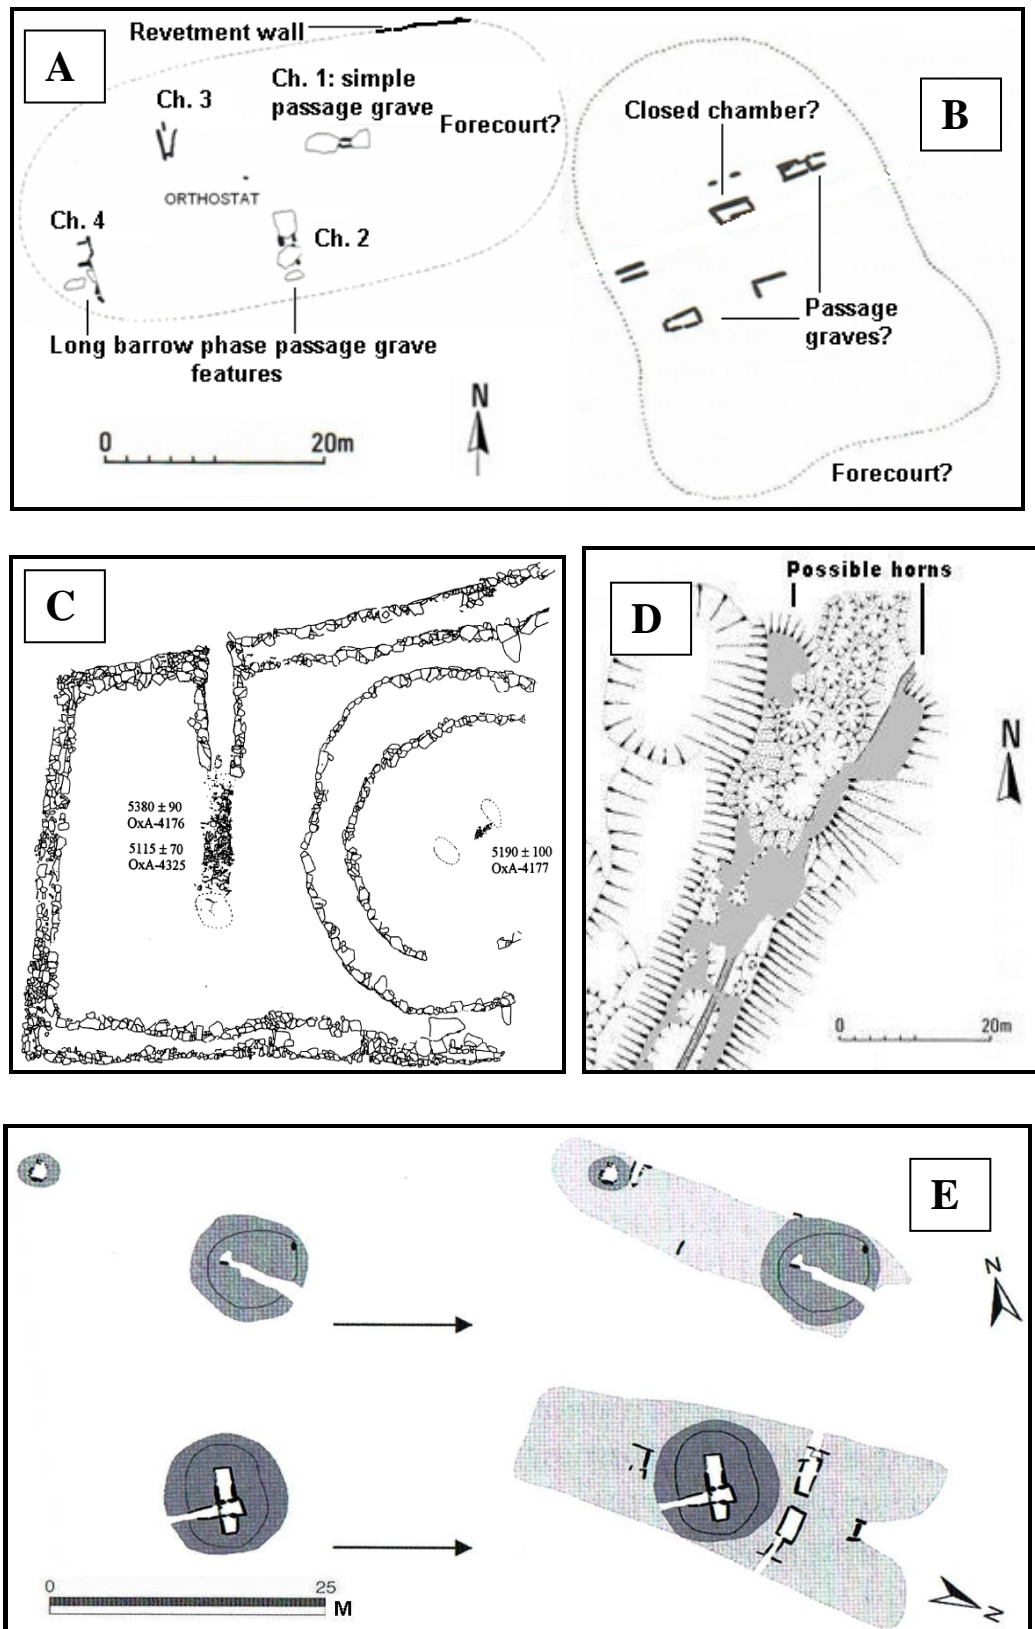 A
Revetment wall
Ch. 1: simple
passage grave
Ch. 3
Forecourt?
ORTHOSTAT
Ch. 4
Ch. 2
Long barrow phase passage grave
features
0 20m
N
B
Closed chamber?
Passage
graves?
Forecourt?
C
5380 ± 90
OxA-4176
5115 ± 70
OxA-4325
5190 ± 100
OxA-4177
D
Possible horns
N
0 20m
E
N
0 25
M
N